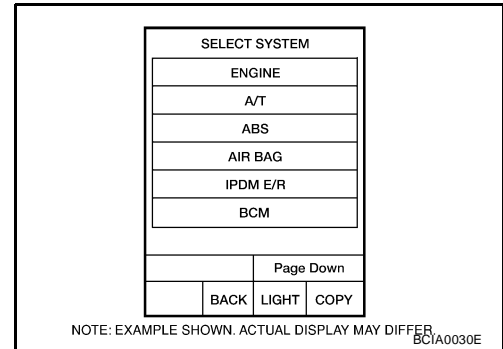 SELECT SYSTEM
ENGINE
A/T
ABS
AIR BAG
IPDM E/R
BCM
Page Down
BACK LIGHT COPY
NOTE: EXAMPLE SHOWN. ACTUAL DISPLAY MAY DIFFER.
BCIA0030E